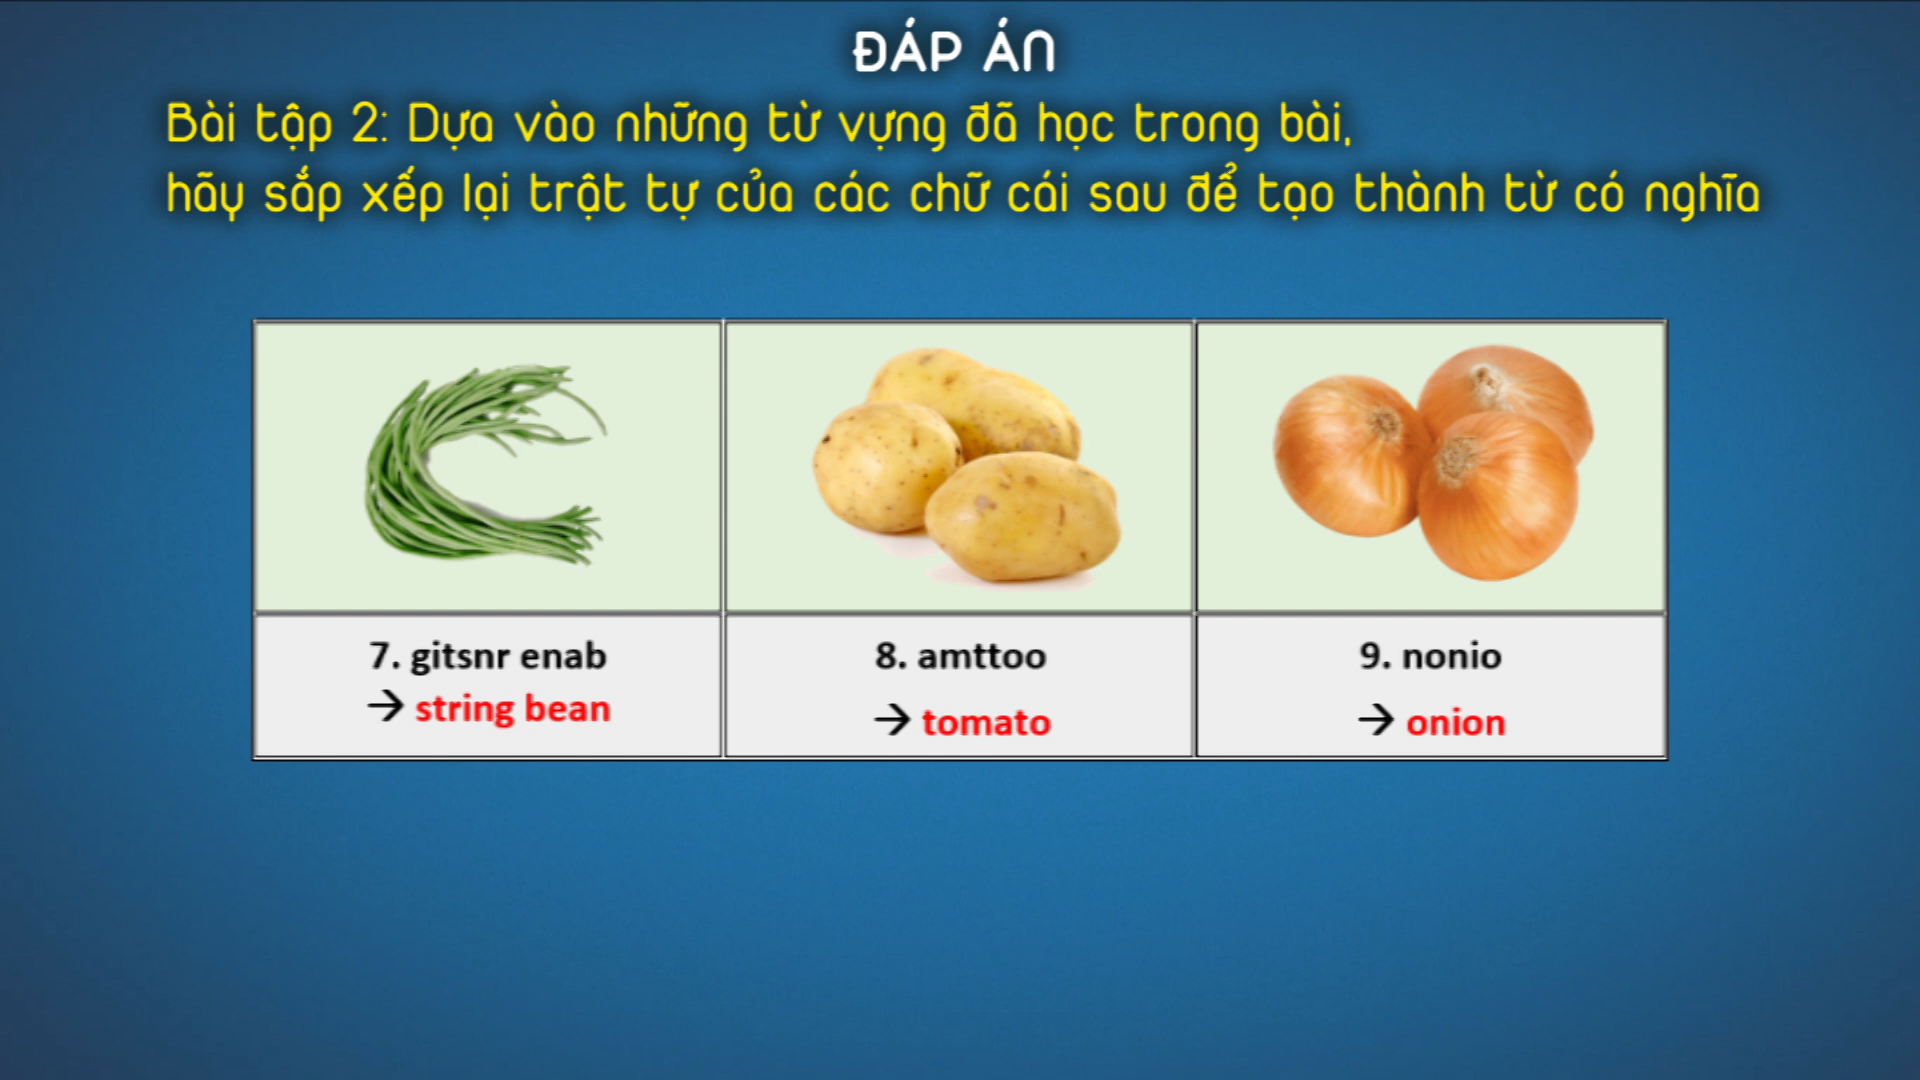 ĐÁP ÁN
Bài tập 2: Dựa vào những từ vựng đã học trong bài,
hãy sắp xếp lại trật tự của các chữ cái sau để tạo thành từ có nghĩa
7. gitsnr enab
→ string bean
8. amttoo
→ tomato
9. nonio
→ onion